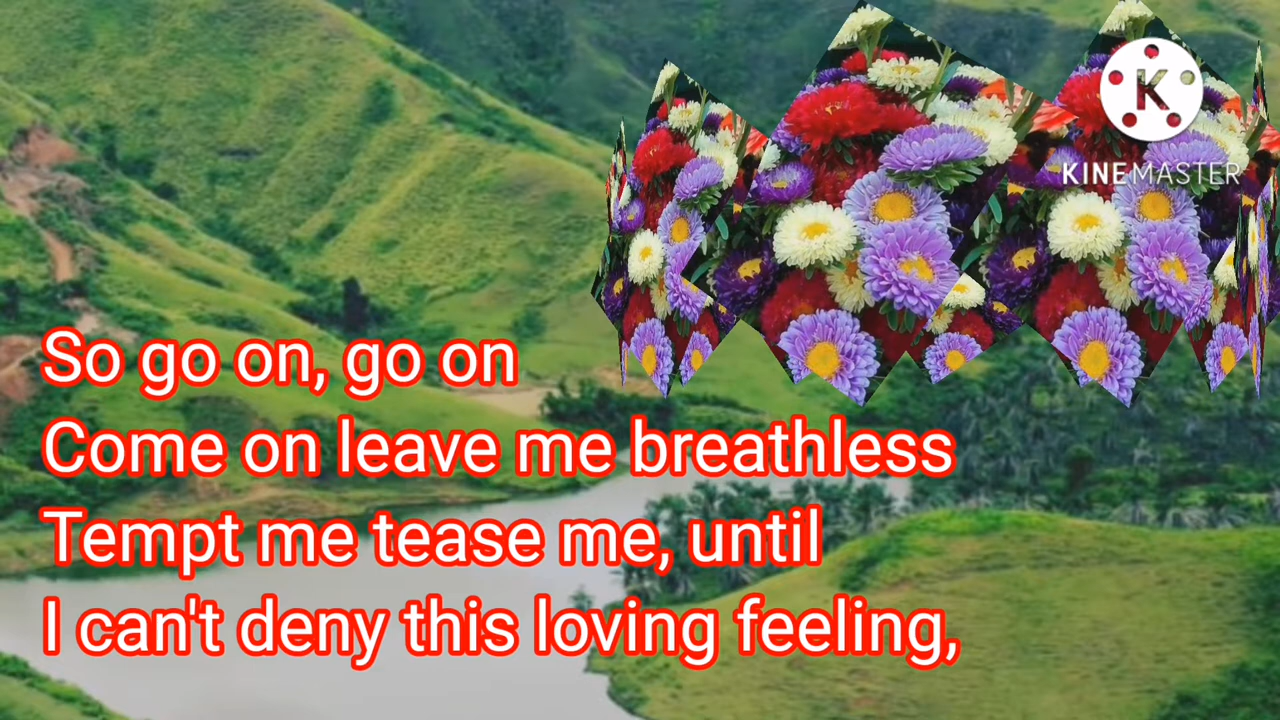 K
KINEMASTER
So go on, go on
Come on leave me breathless
Tempt me tease me, until
I can't deny this loving feeling,